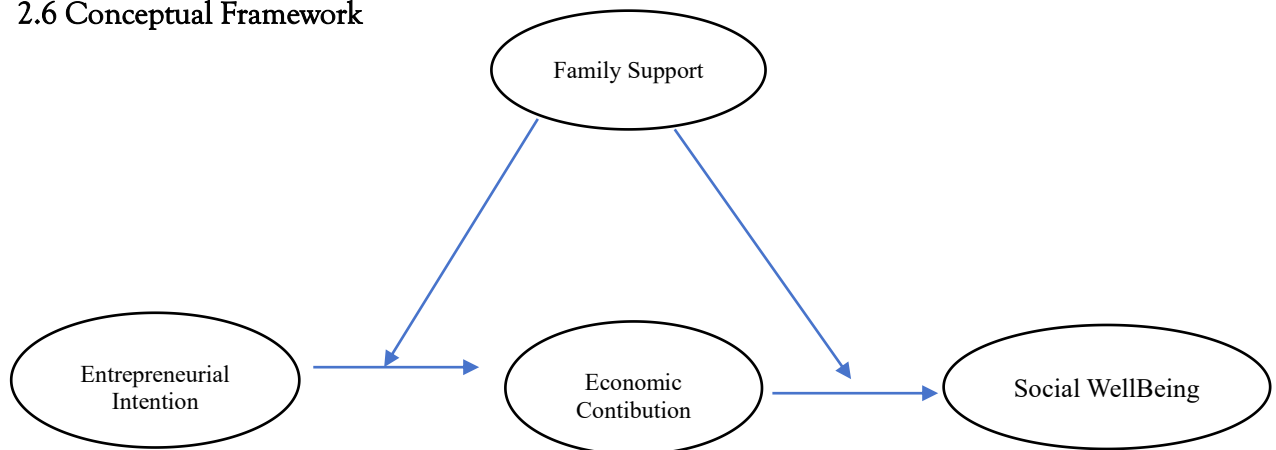 2.6 Conceptual Framework
Family Support
Entrepreneurial
Intention
Economic
Contibution
Social WellBeing